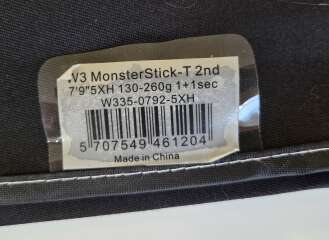 .V3 MonsterStick-T 2nd
7'9"5XH 130-260g 1+1sec
W335-0792-5XH
5 707549 461204
Made in China